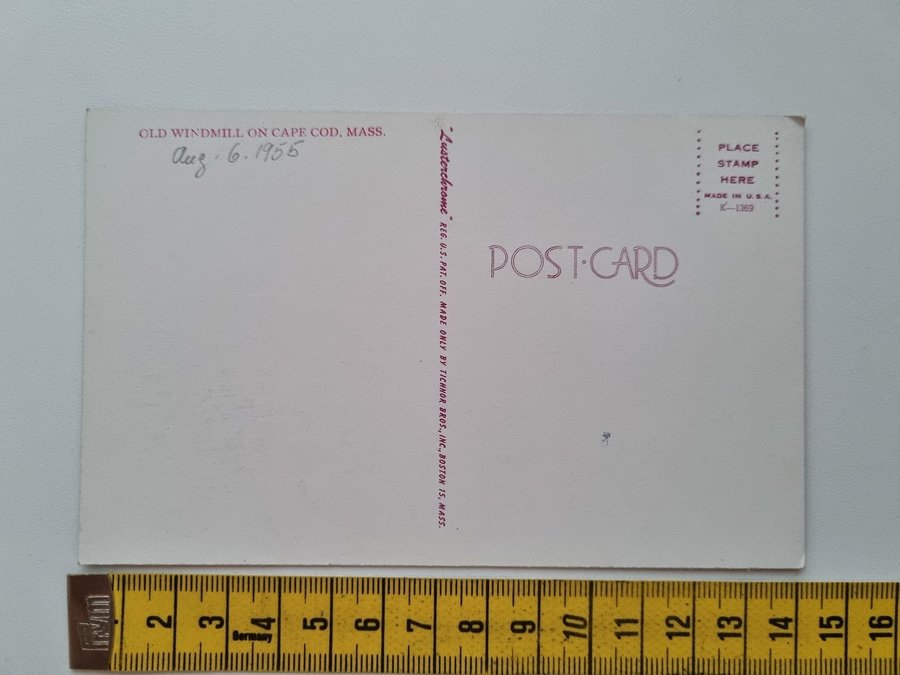 OLD WINDMILL ON CAPE COD, MASS.
Aug. 6. 1955
"Lusterchrome" REG. U.S. PAT. OFF. MADE ONLY BY TICHNOR BROS., INC., BOSTON 15, MASS.
PLACE
STAMP
HERE
MADE IN U.S.A.
K-1369
POST·CARD
2 3 4 5 6 7 8 9 10 11 12 13 14 15 16
Germany